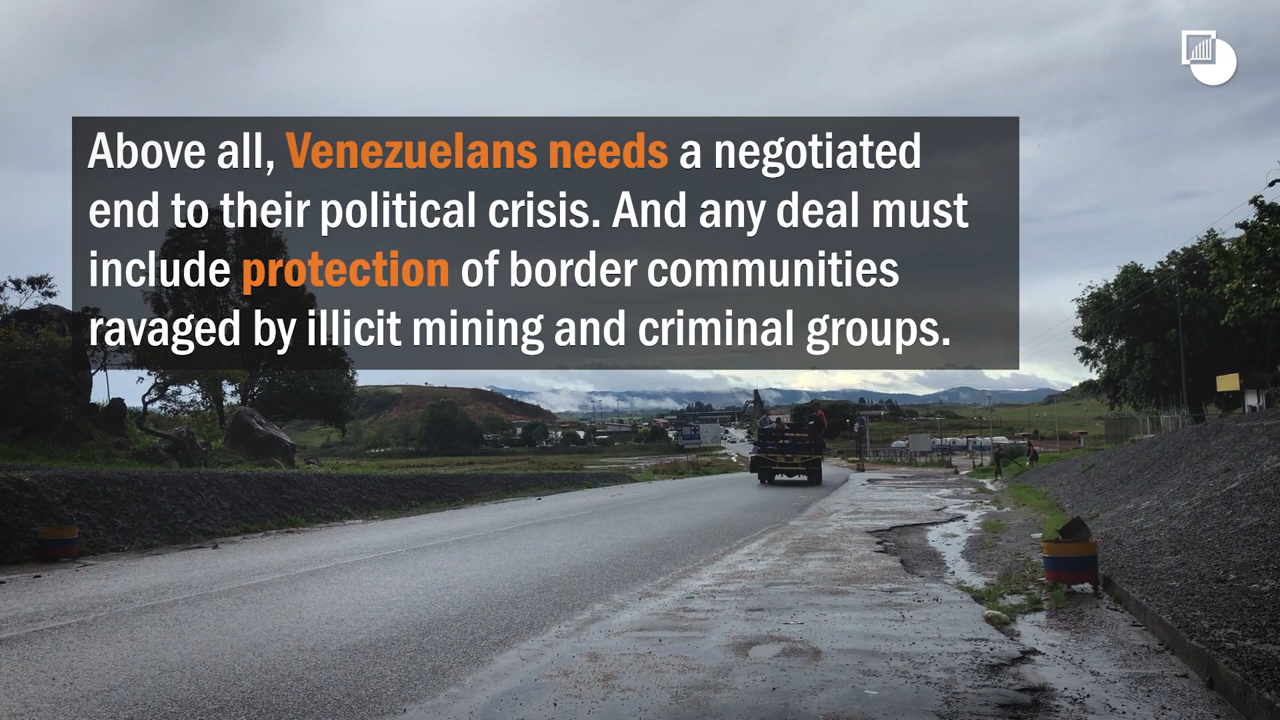 Above all, Venezuelans needs a negotiated
end to their political crisis. And any deal must
include protection of border communities
ravaged by illicit mining and criminal groups.